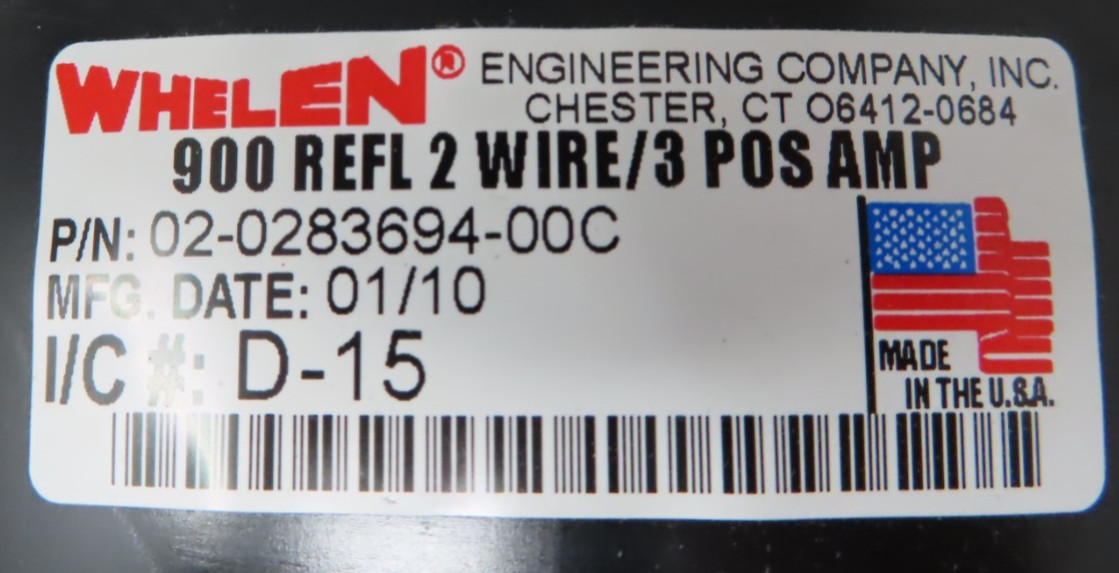 WHELEN® ENGINEERING COMPANY, INC.
CHESTER, CT 06412-0684
900 REFL 2 WIRE/3 POS AMP
P/N: 02-0283694-00C
MFG. DATE: 01/10
I/C #: D-15
MADE
IN THE U.S.A.